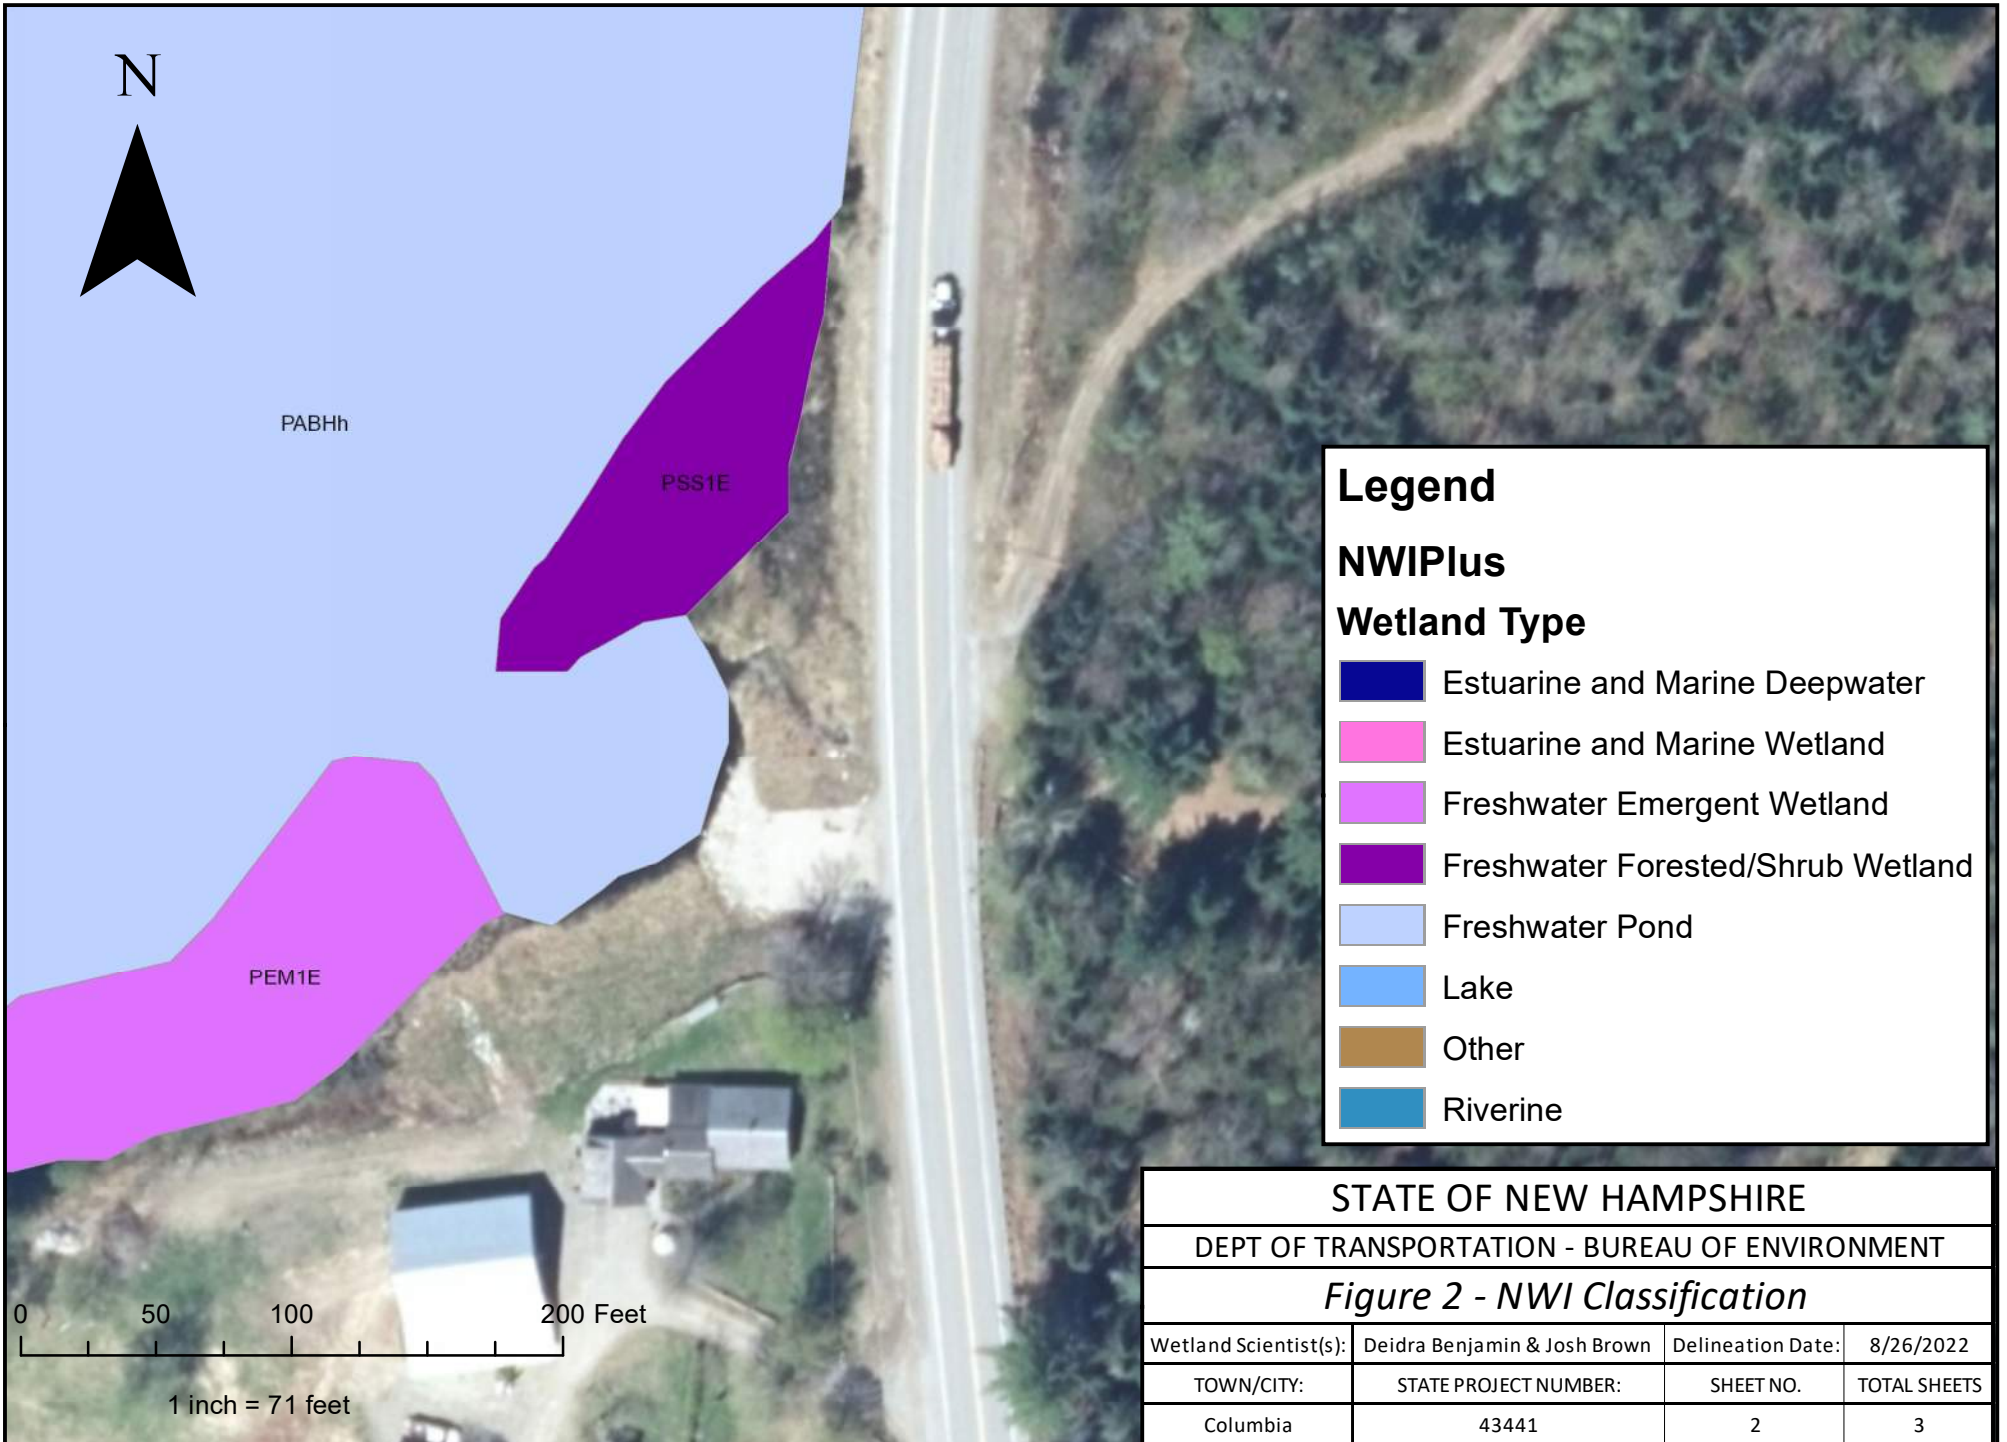 N
PABHh
PSS1E
PEM1E
Legend
NWIPlus
Wetland Type
Estuarine and Marine Deepwater
Estuarine and Marine Wetland
Freshwater Emergent Wetland
Freshwater Forested/Shrub Wetland
Freshwater Pond
Lake
Other
Riverine
0 50 100 200 Feet
1 inch = 71 feet
STATE OF NEW HAMPSHIRE
DEPT OF TRANSPORTATION - BUREAU OF ENVIRONMENT
Figure 2 - NWI Classification
Wetland Scientist(s): Deidra Benjamin & Josh Brown Delineation Date: 8/26/2022
TOWN/CITY: STATE PROJECT NUMBER: SHEET NO. TOTAL SHEETS
Columbia 43441 2 3